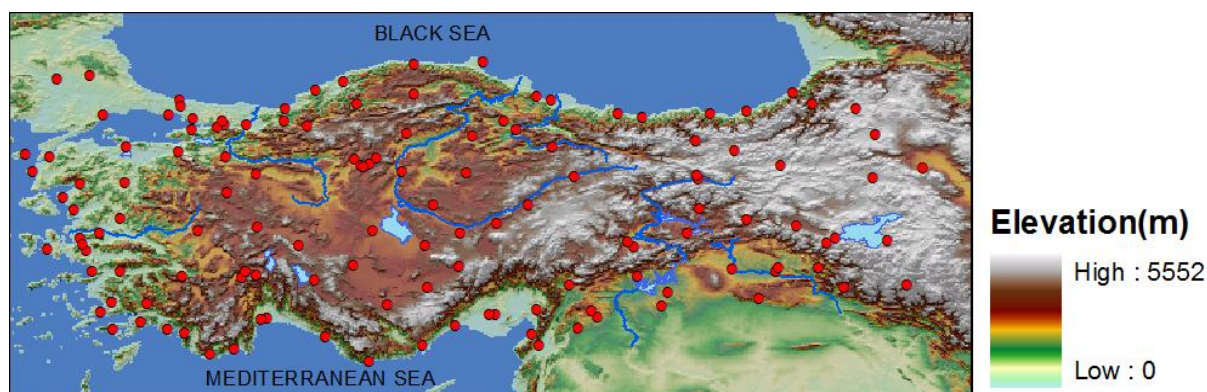 BLACK SEA
MEDITERRANEAN SEA
Elevation(m)
High : 5552
Low : 0